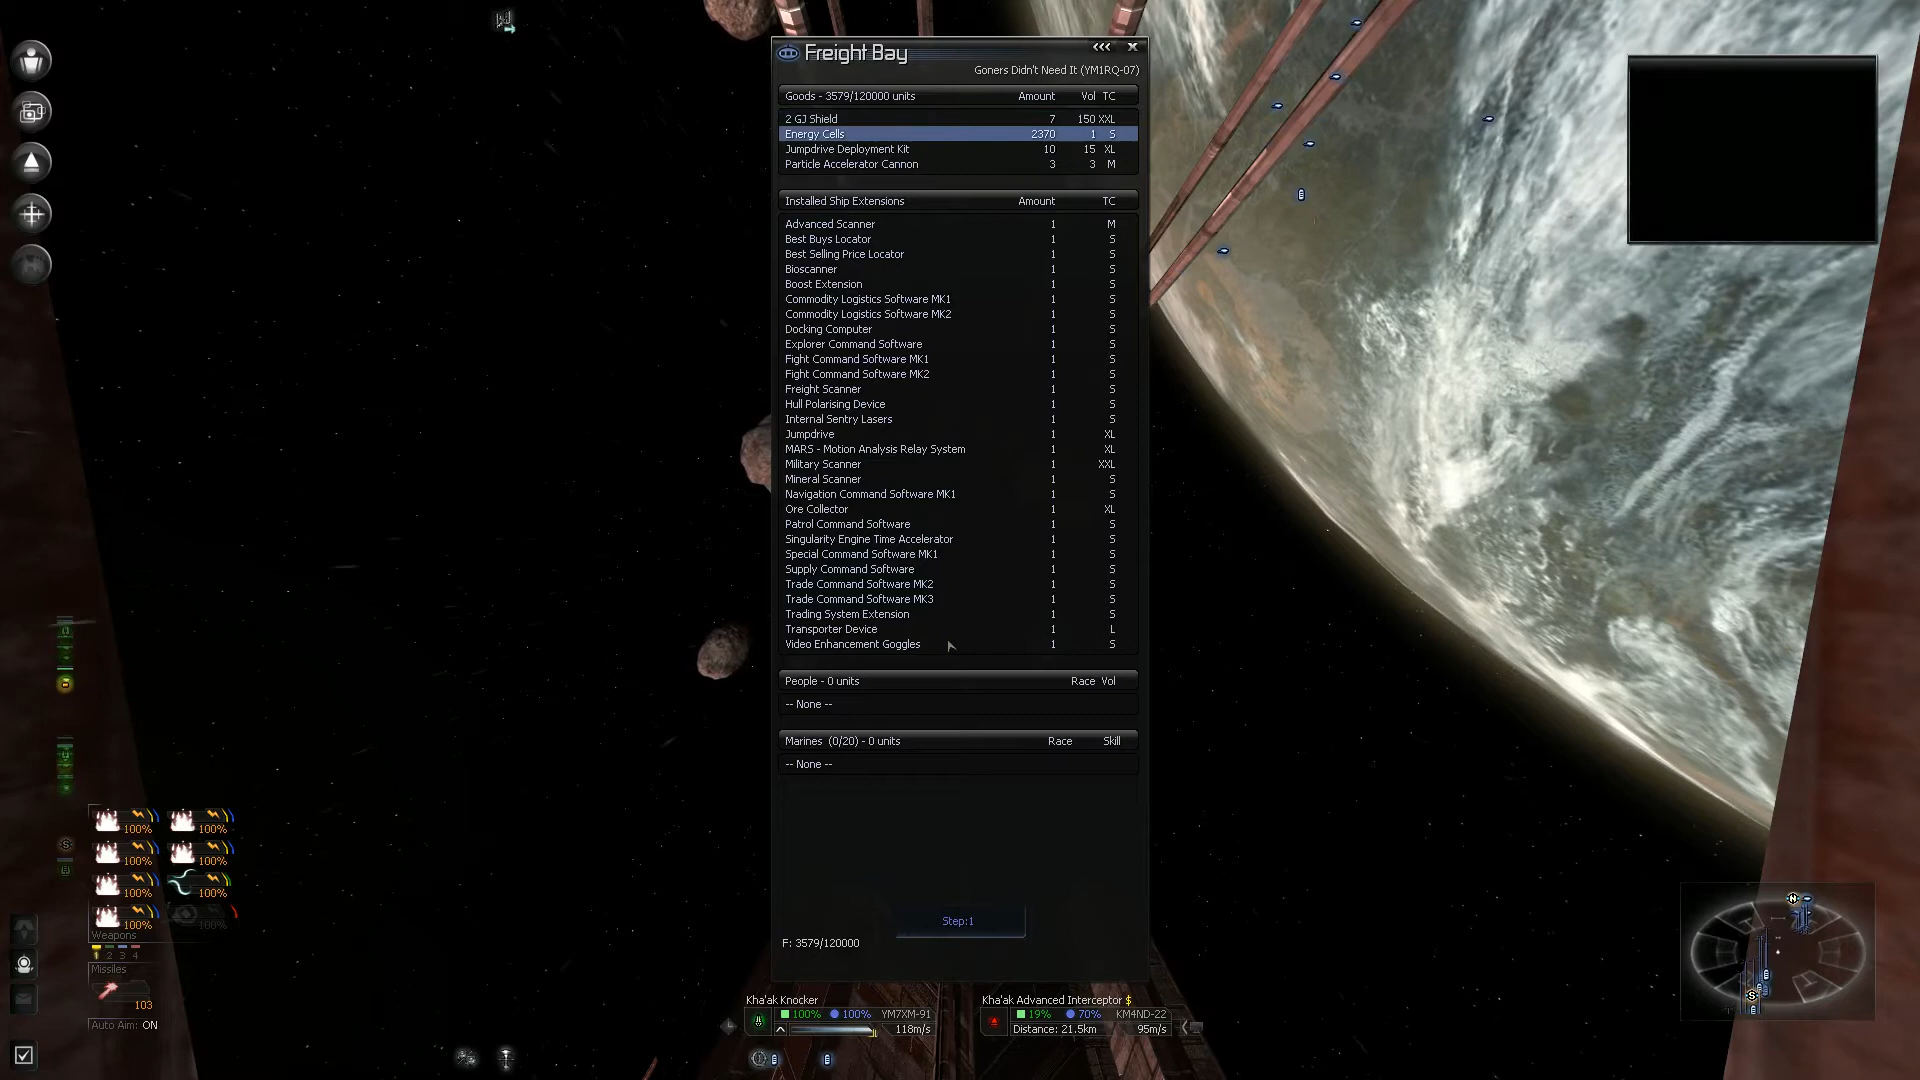 Freight Bay
Goners Didn't Need It (YM1RQ-07)
Goods - 3579/120000 units Amount Vol TC
2 GJ Shield 7 150 XXL
Energy Cells 2370 1 S
Jumpdrive Deployment Kit 10 15 XL
Particle Accelerator Cannon 3 3 M
Installed Ship Extensions Amount TC
Advanced Scanner 1 M
Best Buys Locator 1 S
Best Selling Price Locator 1 S
Bioscanner 1 S
Boost Extension 1 S
Commodity Logistics Software MK1 1 S
Commodity Logistics Software MK2 1 S
Docking Computer 1 S
Explorer Command Software 1 S
Fight Command Software MK1 1 S
Fight Command Software MK2 1 S
Freight Scanner 1 S
Hull Polarising Device 1 S
Internal Sentry Lasers 1 S
Jumpdrive 1 XL
MARS - Motion Analysis Relay System 1 XL
Military Scanner 1 XXL
Mineral Scanner 1 S
Navigation Command Software MK1 1 S
Ore Collector 1 XL
Patrol Command Software 1 S
Singularity Engine Time Accelerator 1 S
Special Command Software MK1 1 S
Supply Command Software 1 S
Trade Command Software MK2 1 S
Trade Command Software MK3 1 S
Trading System Extension 1 S
Transporter Device 1 L
Video Enhancement Goggles 1 S
People - 0 units Race Vol
-- None --
Marines (0/20) - 0 units Race Skill
-- None --
Step:1
F: 3579/120000
100% 100%
100% 100%
100% 100%
100%
Weapons
1 2 3 4
Missiles
103
Auto Aim: ON
Kha'ak Knocker
100% 100% YM7XM-91
118m/s
Kha'ak Advanced Interceptor $
19% 70% KM4ND-22
Distance: 21.5km 95m/s
N
S